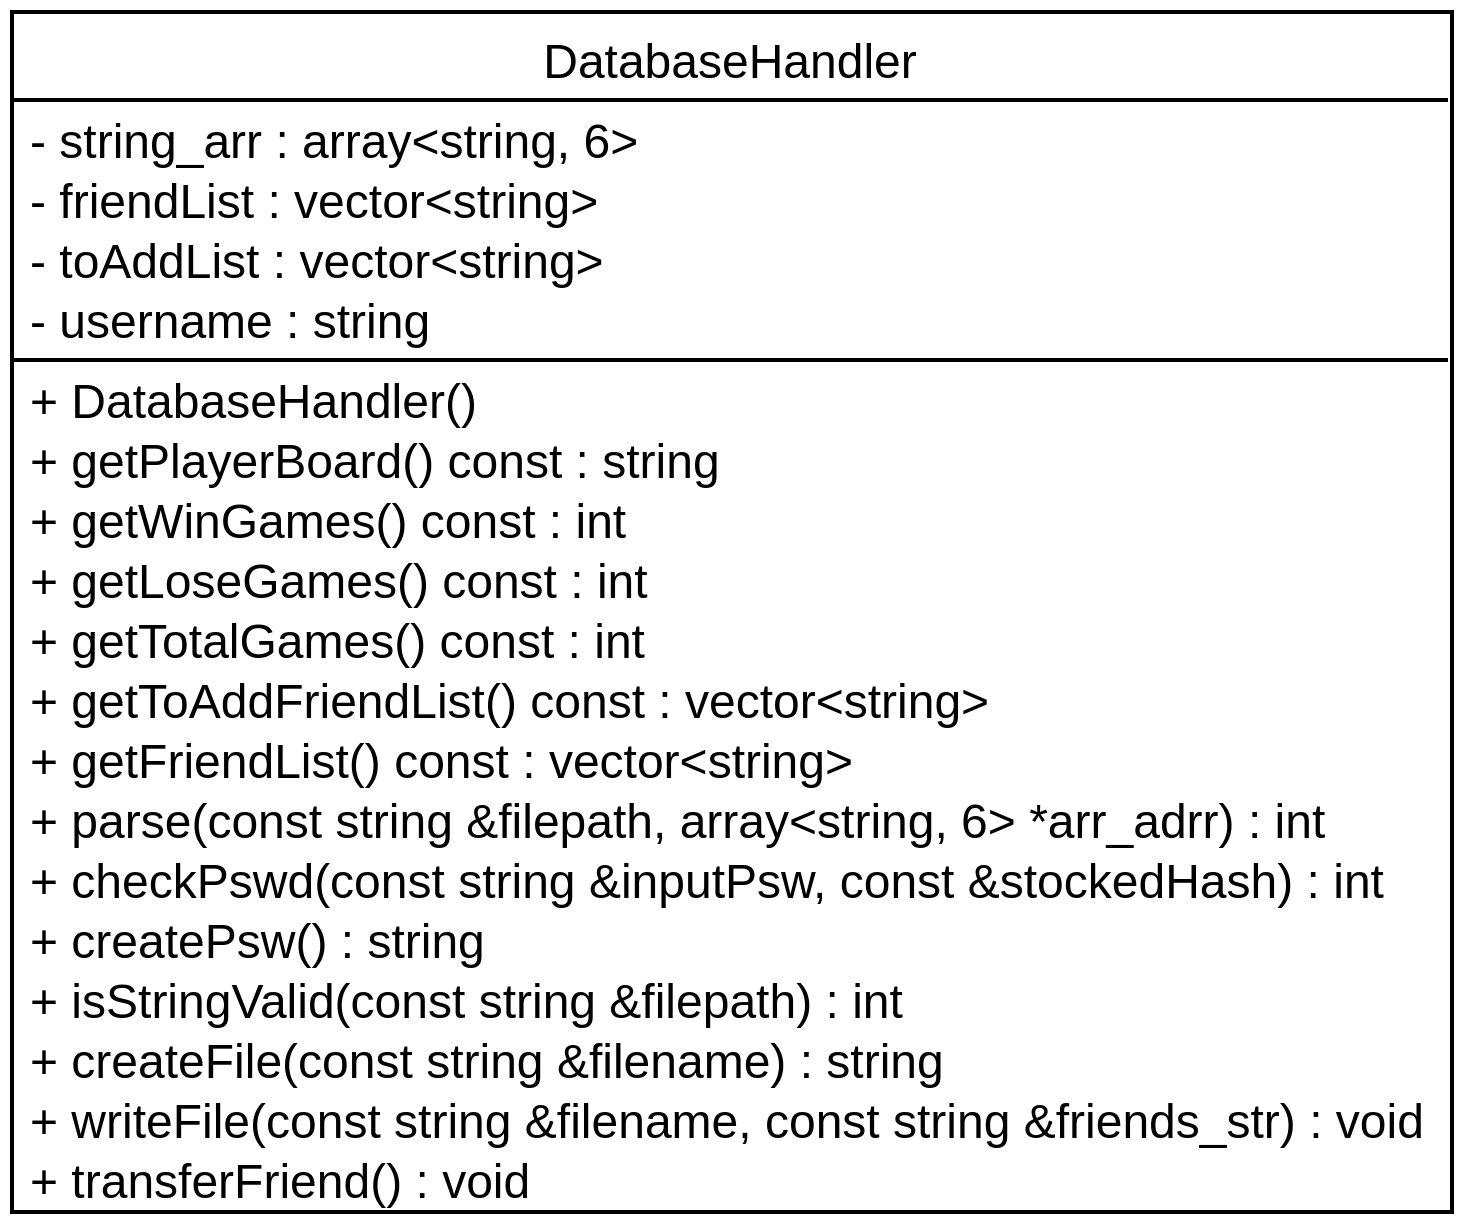 DatabaseHandler
- string_arr : array<string, 6>
- friendList : vector<string>
- toAddList : vector<string>
- username : string
+ DatabaseHandler()
+ getPlayerBoard() const : string
+ getWinGames() const : int
+ getLoseGames() const : int
+ getTotalGames() const : int
+ getToAddFriendList() const : vector<string>
+ getFriendList() const : vector<string>
+ parse(const string &filepath, array<string, 6> *arr_adrr) : int
+ checkPswd(const string &inputPsw, const &stockedHash) : int
+ createPsw() : string
+ isStringValid(const string &filepath) : int
+ createFile(const string &filename) : string
+ writeFile(const string &filename, const string &friends_str) : void
+ transferFriend() : void